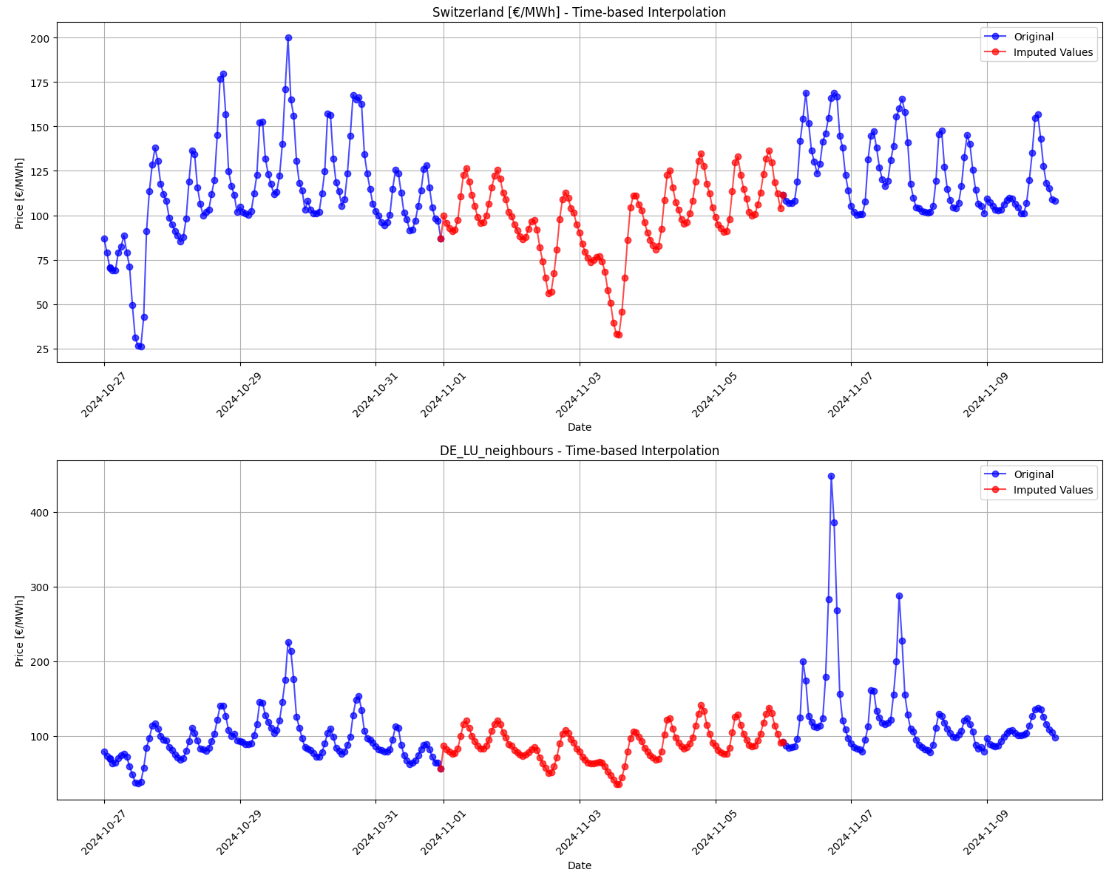 Switzerland [€/MWh] - Time-based Interpolation
Original
Imputed Values
Price [€/MWh]
200
175
150
125
100
75
50
25
2024-10-27
2024-10-29
2024-10-31
2024-11-01
2024-11-03
2024-11-05
2024-11-07
2024-11-09
Date
DE_LU_neighbours - Time-based Interpolation
Original
Imputed Values
Price [€/MWh]
400
300
200
100
2024-10-27
2024-10-29
2024-10-31
2024-11-01
2024-11-03
2024-11-05
2024-11-07
2024-11-09
Date